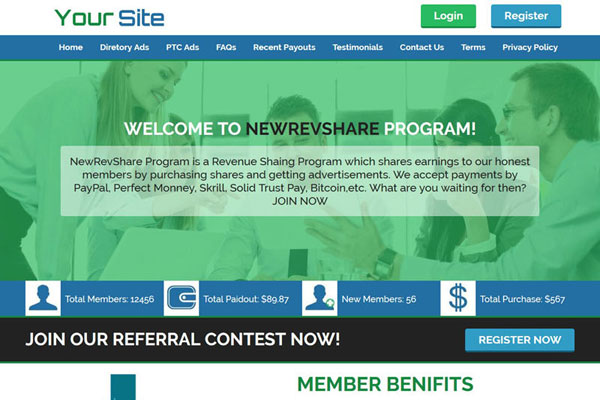 Your Site
Login
Register
Home
Diretory Ads
PTC Ads
FAQs
Recent Payouts
Testimonials
Contact Us
Terms
Privacy Policy
WELCOME TO NEWREVSHARE PROGRAM!
NewRevShare Program is a Revenue Shaing Program which shares earnings to our honest
members by purchasing shares and getting advertisements. We accept payments by
PayPal, Perfect Monney, Skrill, Solid Trust Pay, Bitcoin,etc. What are you waiting for then?
JOIN NOW
Total Members: 12456
Total Paidout: $89.87
New Members: 56
Total Purchase: $567
JOIN OUR REFERRAL CONTEST NOW!
REGISTER NOW
MEMBER BENIFITS